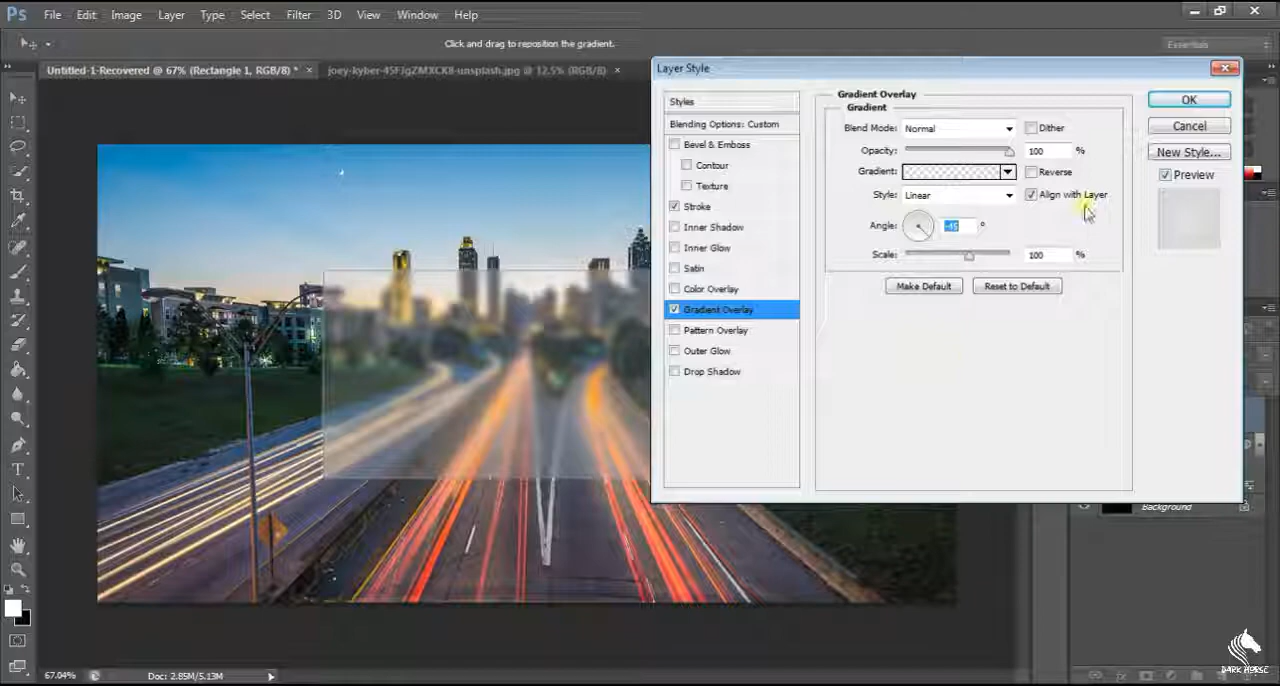 Ps File Edit Image Layer Type Select Filter 3D View Window Help
Click and drag to reposition the gradient.
Essentials
Untitled-1-Recovered @ 67% (Rectangle 1, RGB/8) * ×
joey-kyber-45FJgZMXCK8-unsplash.jpg @ 12.5% (RGB/8) ×
Layer Style
Styles
Blending Options: Custom
Bevel & Emboss
Contour
Texture
Stroke
Inner Shadow
Inner Glow
Satin
Color Overlay
Gradient Overlay
Pattern Overlay
Outer Glow
Drop Shadow
Gradient Overlay
Gradient
Blend Mode: Normal Dither
Opacity: 100 %
Gradient: Reverse
Style: Linear Align with Layer
Angle: -45 °
Scale: 100 %
Make Default Reset to Default
OK
Cancel
New Style...
Preview
Background
67.04% Doc: 2.85M/5.13M
DARK HORSE